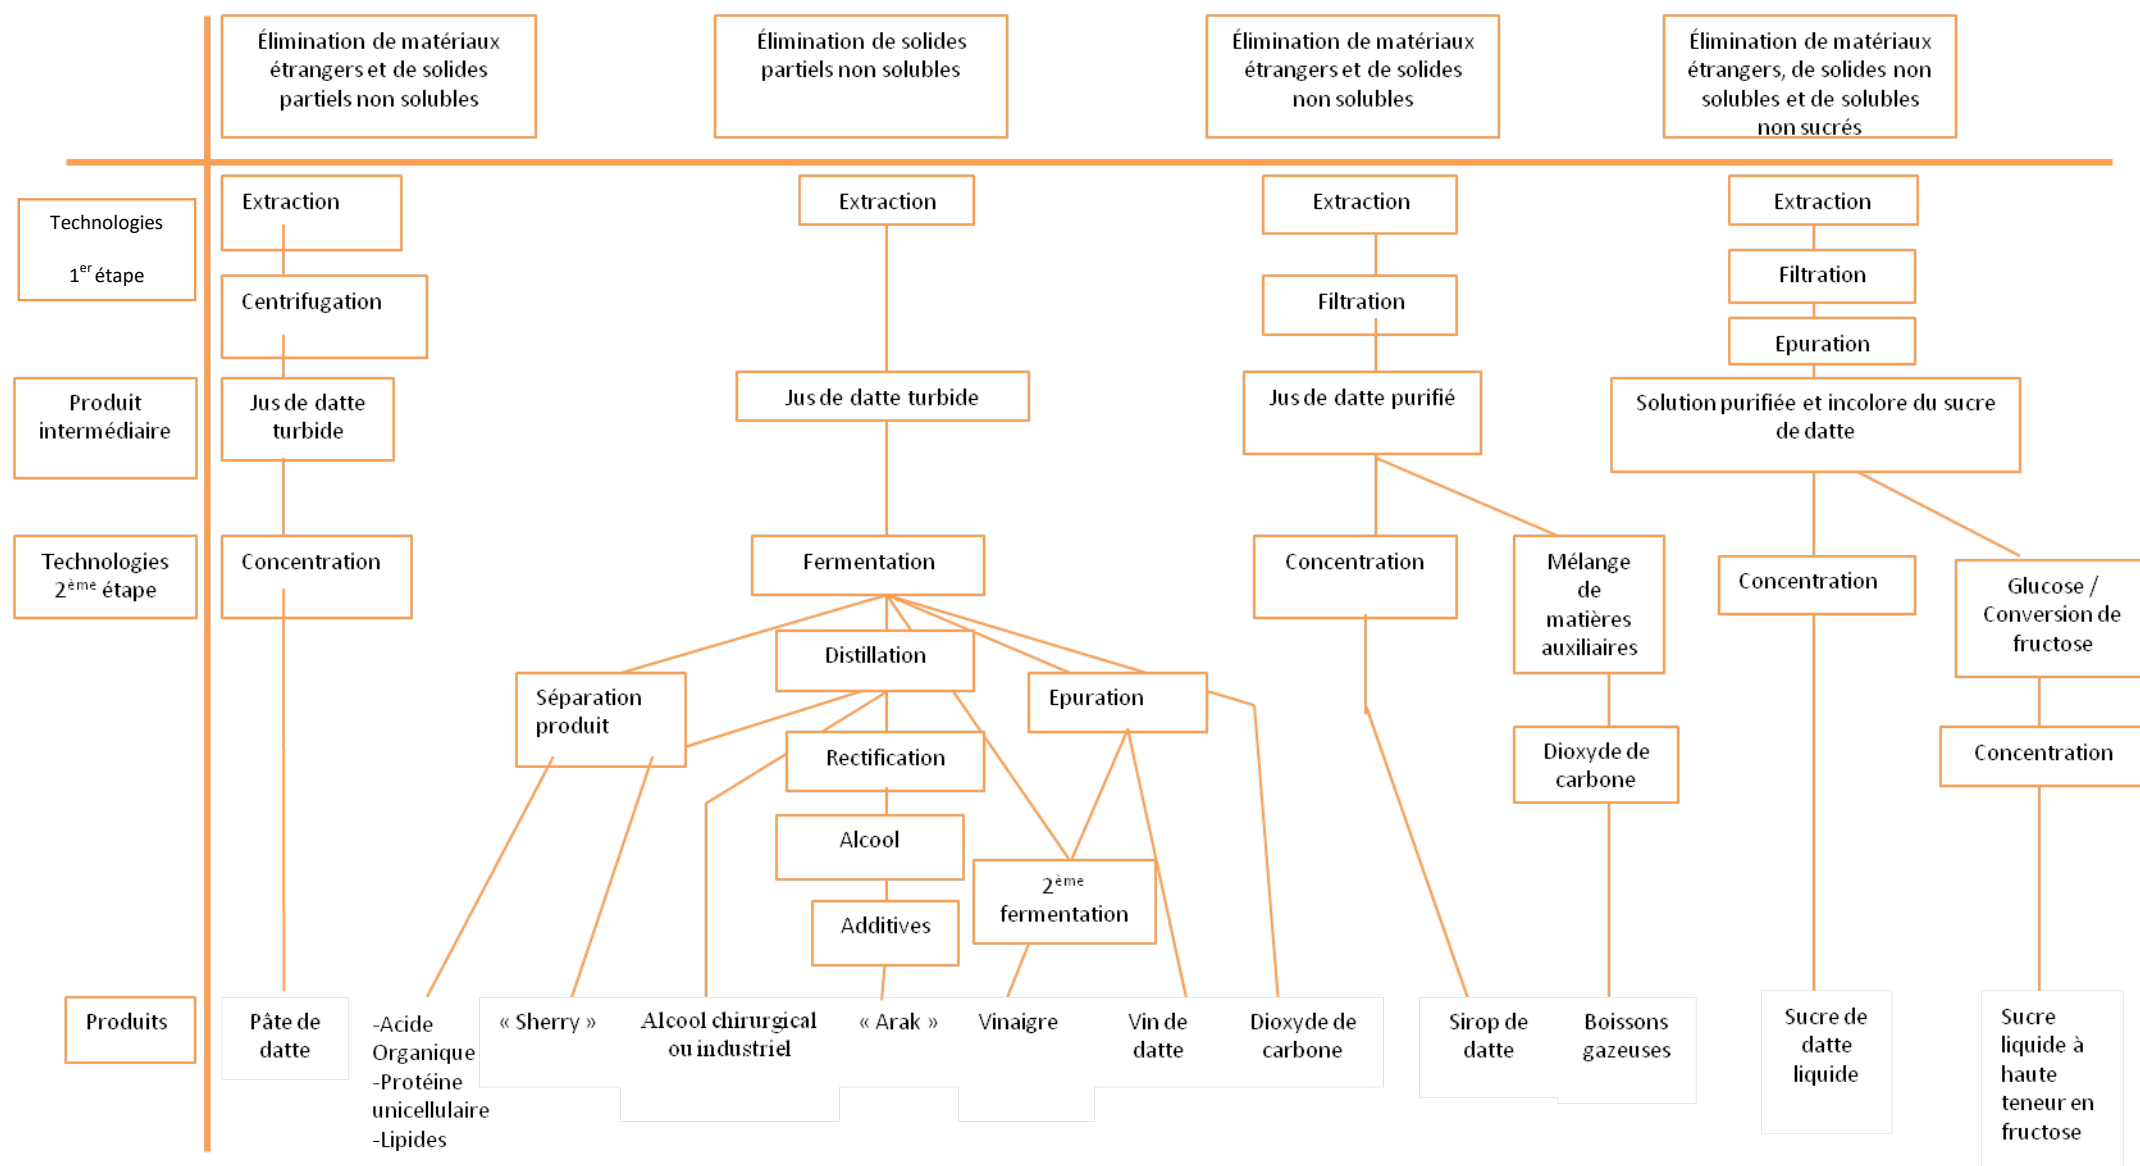 Élimination de matériaux
étrangers et de solides
partiels non solubles
Élimination de solides
partiels non solubles
Élimination de matériaux
étrangers et de solides
non solubles
Élimination de matériaux
étrangers, de solides non
solubles et de solubles
non sucrés
Technologies
1er étape
Extraction
Extraction
Extraction
Extraction
Centrifugation
Filtration
Filtration
Epuration
Produit
intermédiaire
Jus de datte
turbide
Jus de datte turbide
Jus de datte purifié
Solution purifiée et incolore du sucre
de datte
Technologies
2ème étape
Concentration
Fermentation
Concentration
Mélange
de
matières
auxiliaires
Concentration
Glucose /
Conversion de
fructose
Distillation
Séparation
produit
Epuration
Rectification
Dioxyde de
carbone
Concentration
Alcool
2ème
fermentation
Additives
Produits
Pâte de
datte
-Acide
Organique
-Protéine
unicellulaire
-Lipides
« Sherry »
Alcool chirurgical
ou industriel
« Arak »
Vinaigre
Vin de
datte
Dioxyde de
carbone
Sirop de
datte
Boissons
gazeuses
Sucre de
datte
liquide
Sucre
liquide à
haute
teneur en
fructose